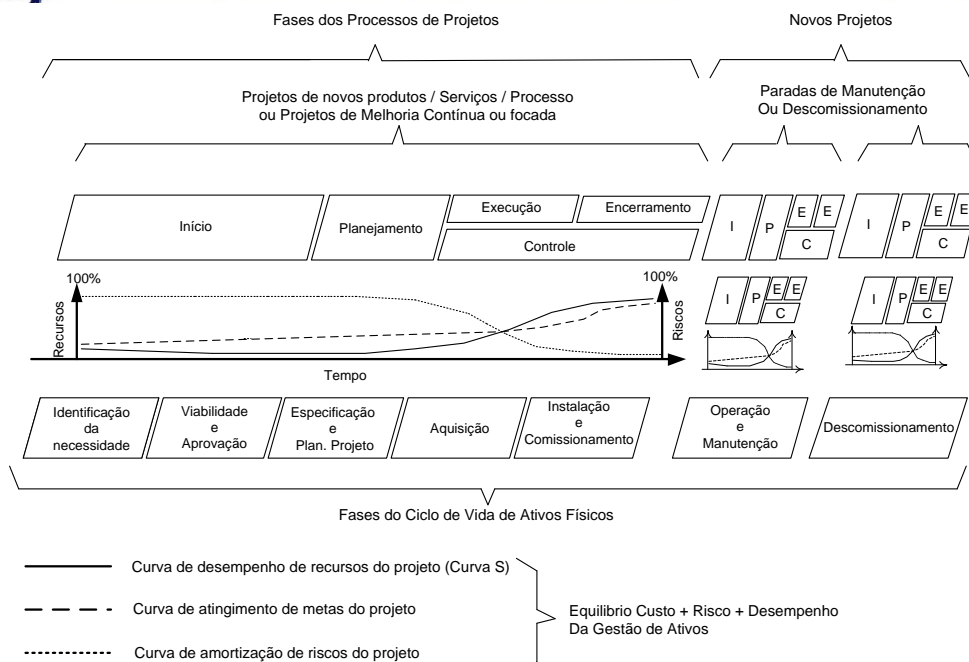 Fases dos Processos de Projetos
Novos Projetos
Projetos de novos produtos / Serviços / Processo
ou Projetos de Melhoria Contínua ou focada
Paradas de Manutenção
Ou Descomissionamento
Início
Planejamento
Execução
Encerramento
Controle
I
P
E
E
C
I
P
E
E
C
100%
100%
Recursos
Riscos
Tempo
I
P
E
E
C
I
P
E
E
C
Identificação
da
necessidade
Viabilidade
e
Aprovação
Especificação
e
Plan. Projeto
Aquisição
Instalação
e
Comissionamento
Operação
e
Manutenção
Descomissionamento
Fases do Ciclo de Vida de Ativos Físicos
Curva de desempenho de recursos do projeto (Curva S)
Curva de atingimento de metas do projeto
Curva de amortização de riscos do projeto
Equilibrio Custo + Risco + Desempenho
Da Gestão de Ativos